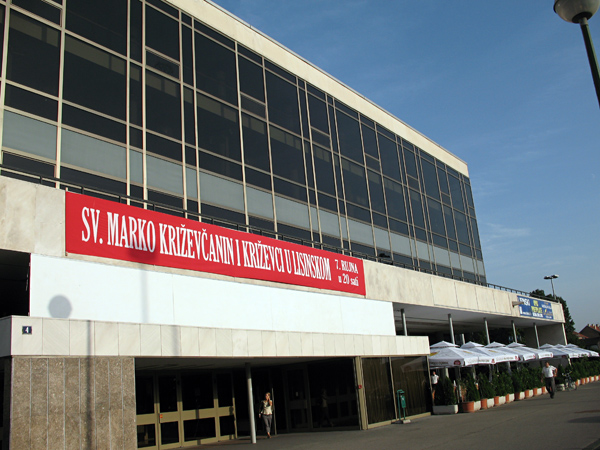 SV. MARKO KRIŽEVČANIN I KRIŽEVCI U LISINSKOM
7. RUJNA
u 20 sati
4